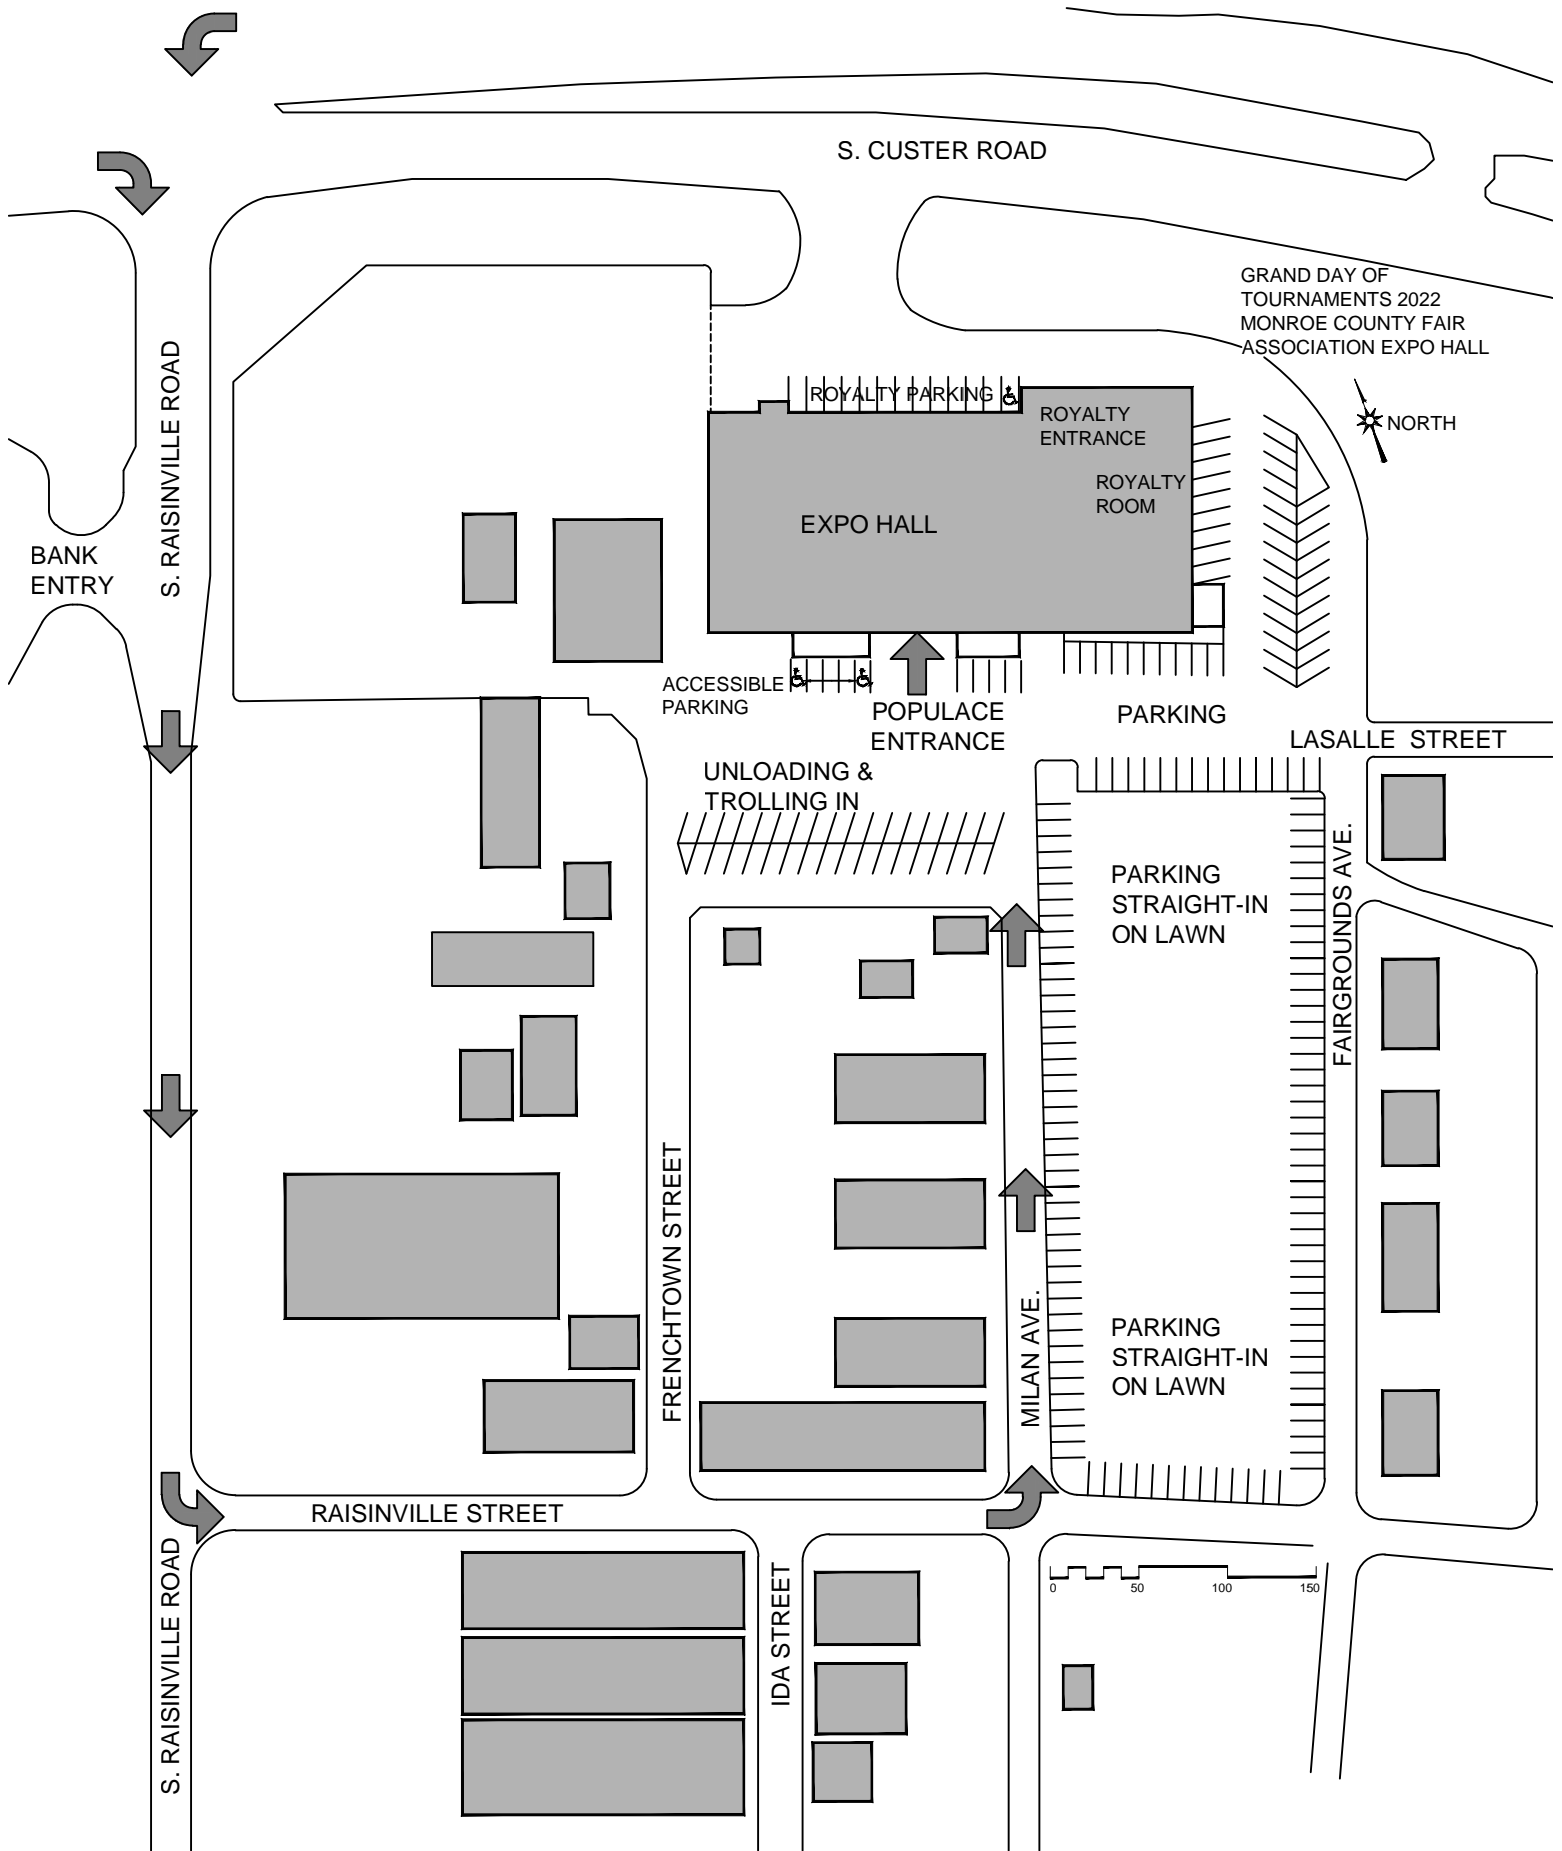 S. CUSTER ROAD
GRAND DAY OF
TOURNAMENTS 2022
MONROE COUNTY FAIR
ASSOCIATION EXPO HALL
NORTH
S. RAISINVILLE ROAD
BANK
ENTRY
ROYALTY PARKING
ROYALTY
ENTRANCE
ROYALTY
ROOM
EXPO HALL
ACCESSIBLE
PARKING
POPULACE
ENTRANCE
PARKING
LASALLE STREET
UNLOADING &
TROLLING IN
PARKING
STRAIGHT-IN
ON LAWN
FAIRGROUNDS AVE.
FRENCHTOWN STREET
MILAN AVE.
PARKING
STRAIGHT-IN
ON LAWN
RAISINVILLE STREET
S. RAISINVILLE ROAD
IDA STREET
0 50 100 150